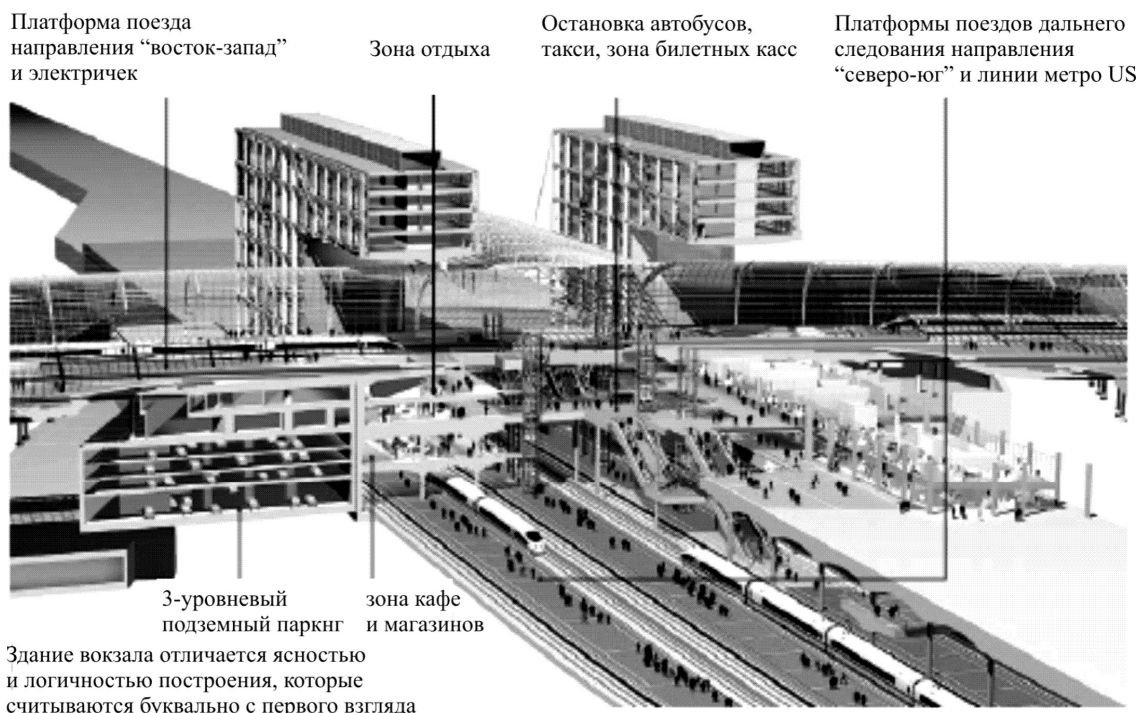 Платформа поезда
направления “восток-запад”
и электричек
Зона отдыха
Остановка автобусов,
такси, зона билетных касс
Платформы поездов дальнего
следования направления
“северо-юг” и линии метро US
3-уровневый
подземный паркнг
зона кафе
и магазинов
Здание вокзала отличается ясностью
и логичностью построения, которые
считываются буквально с первого взгляда